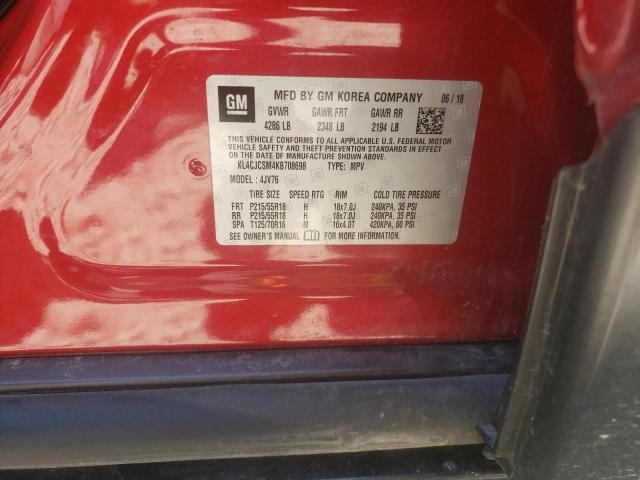 GM
MFD BY GM KOREA COMPANY 06 / 18
GVWR GAWR FRT GAWR RR
4286 LB 2348 LB 2194 LB
THIS VEHICLE CONFORMS TO ALL APPLICABLE U.S. FEDERAL MOTOR
VEHICLE SAFETY AND THEFT PREVENTION STANDARDS IN EFFECT
ON THE DATE OF MANUFACTURE SHOWN ABOVE.
KL4CJCSM4KB708698 TYPE: MPV
MODEL : 4JV76
TIRE SIZE SPEED RTG RIM COLD TIRE PRESSURE
FRT P215/55R18 H 18x7.0J 240KPA, 35 PSI
RR P215/55R18 H 18x7.0J 240KPA, 35 PSI
SPA T125/70R16 M 16x4.0T 420KPA, 60 PSI
SEE OWNER'S MANUAL FOR MORE INFORMATION.